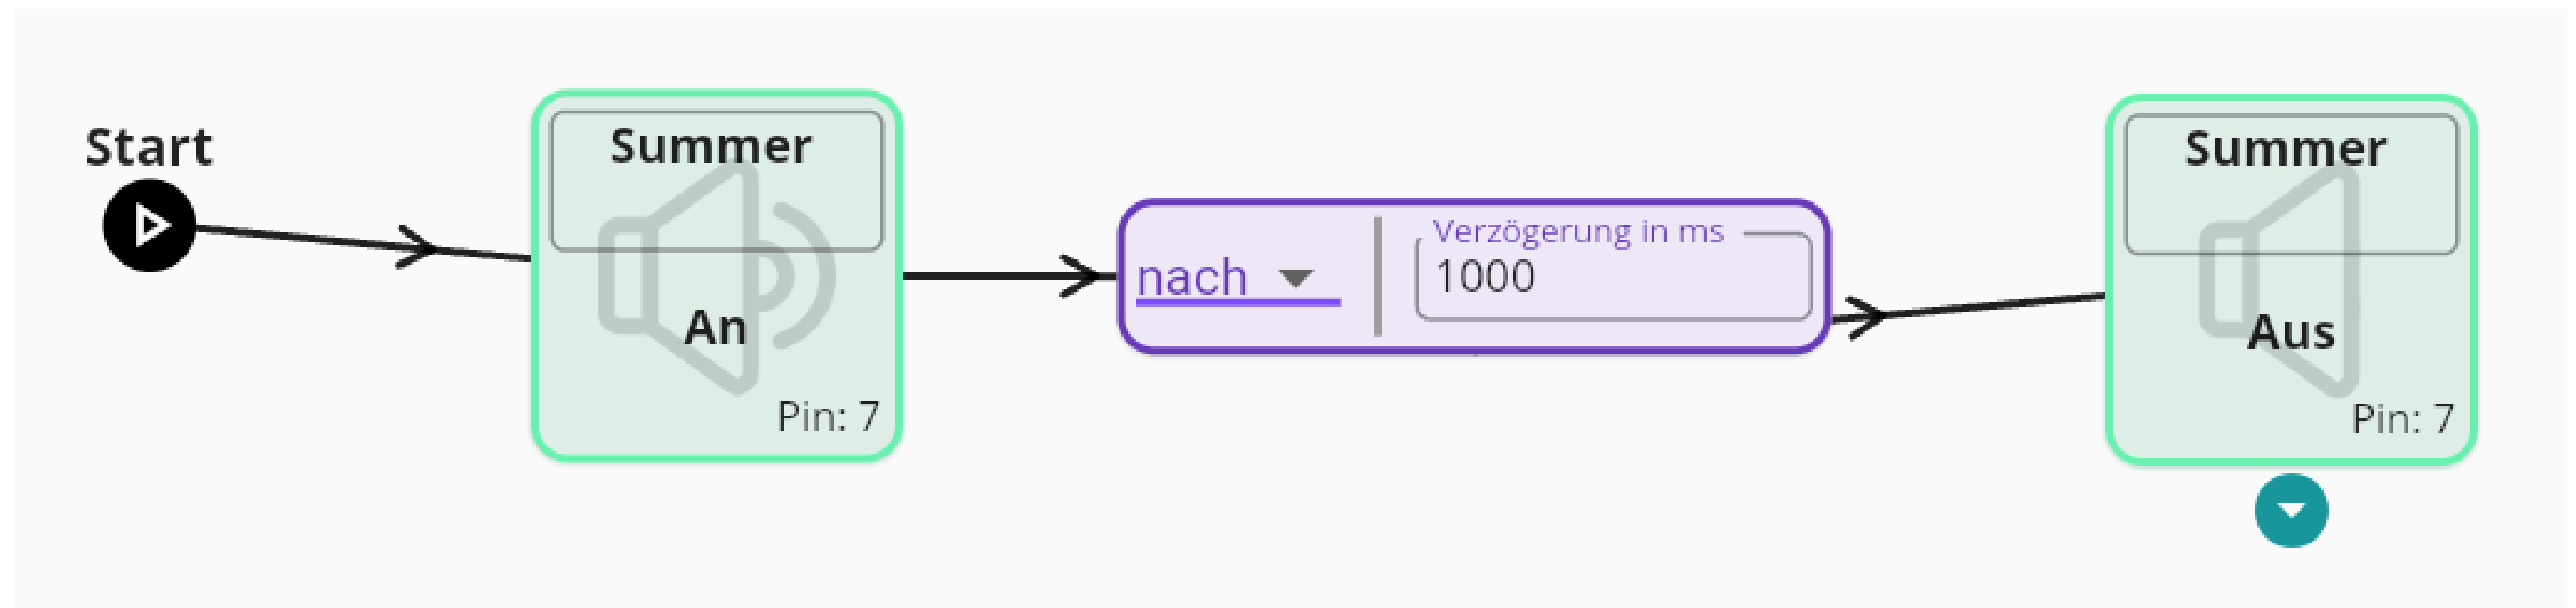 Start
Summer
An
Pin: 7
nach
Verzögerung in ms
1000
Summer
Aus
Pin: 7